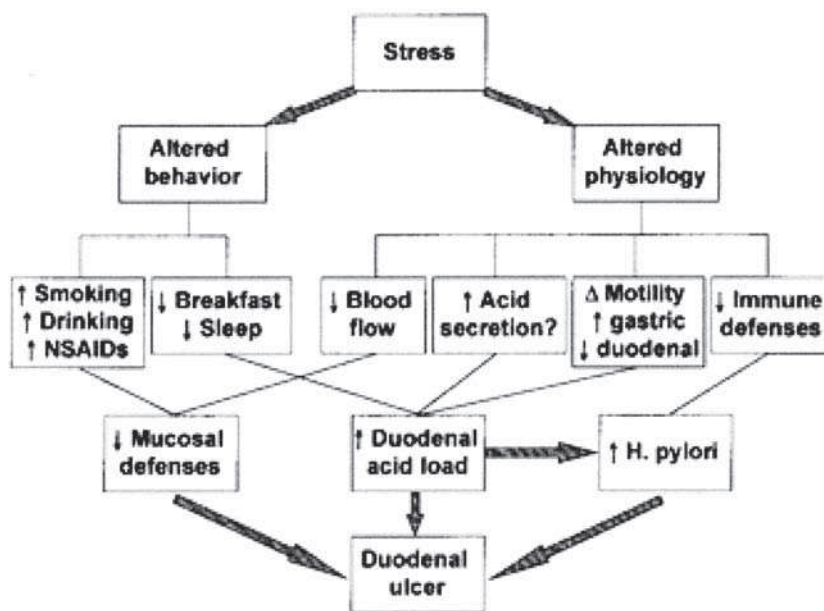 Stress
Altered
behavior
Altered
physiology
↑ Smoking
↑ Drinking
↑ NSAIDs
↓ Breakfast
↓ Sleep
↓ Blood
flow
↑ Acid
secretion?
Δ Motility
↑ gastric
↓ duodenal
↓ Immune
defenses
↓ Mucosal
defenses
↑ Duodenal
acid load
↑ H. pylori
Duodenal
ulcer